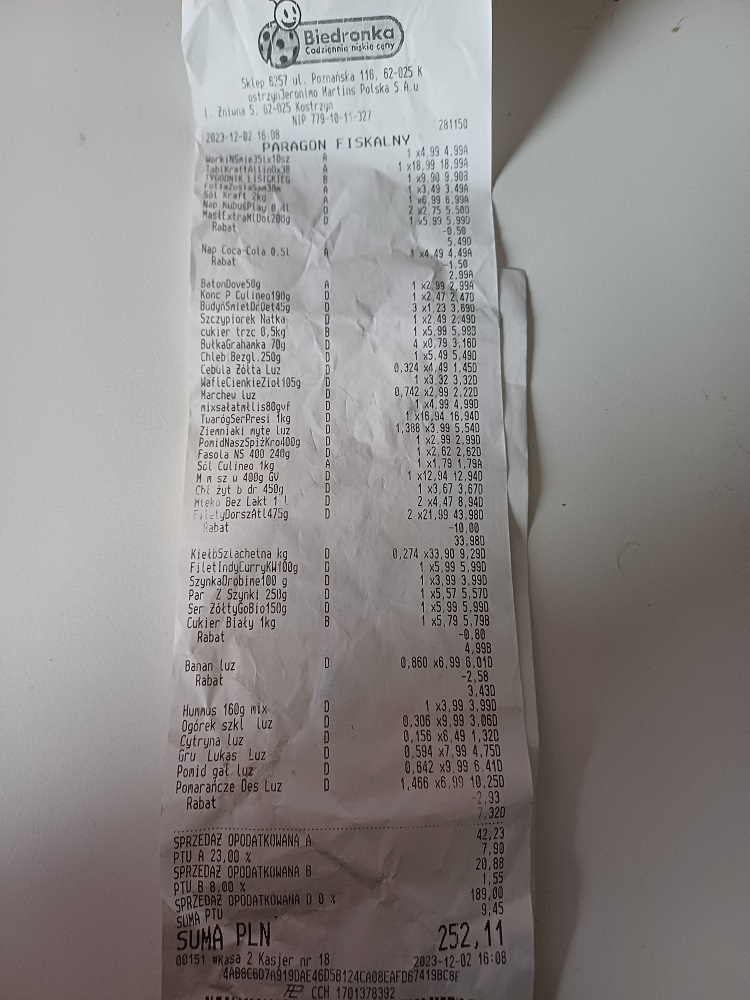 Biedronka
Codziennie niskie ceny
Sklep 6257 ul. Poznańska 116, 62-025 K
ostrzynJeronimo Martins Polska S.A.u
l. Żniwna 5, 62-025 Kostrzyn
NIP 779-10-11-327
2023-12-02 16:08 281150
PARAGON FISKALNY
WorkiNŚmie35lx10sz A 1 x4,99 4,99A
TablKraftAllin0x38 A 1 x18,99 18,99A
TYGODNIK LISICKIEG B 1 x9,90 9,90B
A 1 x3,49 3,49A
Sól Kraft 2kg A 1 x6,99 6,99A
Nap.KubuśPlay 0,4l D 2 x2,75 5,50D
MasłExtraMlDol200g D 1 x5,99 5,99D
Rabat -0,50
5,49D
Nap Coca-Cola 0,5l A 1 x4,49 4,49A
Rabat -1,50
2,99A
BatonDove50g A 1 x2,99 2,99A
Konc P Culineo190g D 1 x2,47 2,47D
BudyńŚmietDrOet45g D 3 x1,23 3,69D
Szczypiorek Natka D 1 x2,49 2,49D
cukier trzc 0,5kg B 1 x5,99 5,99B
BułkaGrahamka 70g D 4 x0,79 3,16D
Chleb.Bezgl.250g D 1 x5,49 5,49D
Cebula Żółta Luz D 0,324 x4,49 1,45D
WafleCienkieZioł105g D 1 x3,32 3,32D
Marchew luz D 0,742 x2,99 2,22D
mixsałatmłlis80gvf D 1 x4,99 4,99D
TwarógSerPresi 1kg D 1 x16,94 16,94D
Ziemniaki myte luz D 1,388 x3,99 5,54D
PomidNaszSpiżKro400g D 1 x2,99 2,99D
Fasola NS 400 240g D 1 x2,62 2,62D
Sól Culineo 1kg A 1 x1,79 1,79A
M m sz w 400g GV D 1 x12,94 12,94D
Chl żyt b dr 450g D 1 x3,67 3,67D
Mleko Bez Lakt 1 l D 2 x4,47 8,94D
FiletyDorszAtl475g D 2 x21,99 43,98D
Rabat -10,00
33,98D
KiełbSzlachetna kg D 0,274 x33,90 9,29D
FiletIndyCurryKW100g D 1 x5,99 5,99D
SzynkaDrobime100 g D 1 x3,99 3,99D
Par Z Szynki 250g D 1 x5,57 5,57D
Ser ŻółtyGoBio150g D 1 x5,99 5,99D
Cukier Biały 1kg B 1 x5,79 5,79B
Rabat -0,80
4,99B
Banan luz D 0,860 x6,99 6,01D
Rabat -2,58
3,43D
Hummus 160g mix D 1 x3,99 3,99D
Ogórek szkl luz D 0,306 x9,99 3,06D
Cytryna luz D 0,156 x6,49 1,32D
Gru Lukas Luz D 0,594 x7,99 4,75D
Pomid gał luz D 0,642 x9,99 6,41D
Pomarańcze Des Luz D 1,466 x6,99 10,25D
Rabat -2,93
7,32D
SPRZEDAŻ OPODATKOWANA A 42,23
PTU A 23,00 % 7,90
SPRZEDAŻ OPODATKOWANA B 20,88
PTU B 8,00 % 1,55
SPRZEDAŻ OPODATKOWANA D 0 % 189,00
SUMA PTU 9,45
SUMA PLN 252,11
00151 #Kasa 2 Kasjer nr 18 2023-12-02 16:08
4AB6C6D7A919DAE46D58124CA08EAFD67419BC8F
CCH 1701378392